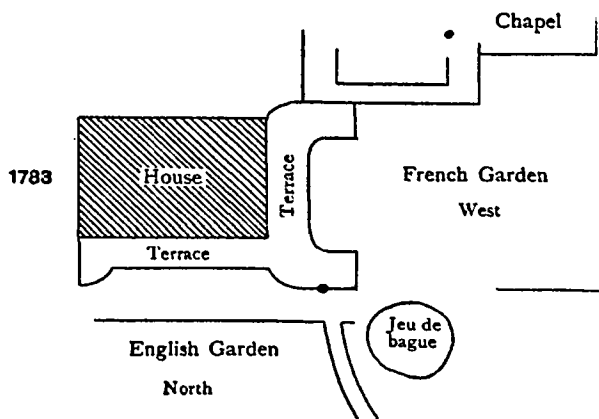 Chapel
1783
House
Terrace
French Garden
West
Terrace
English Garden
North
Jeu de
bague